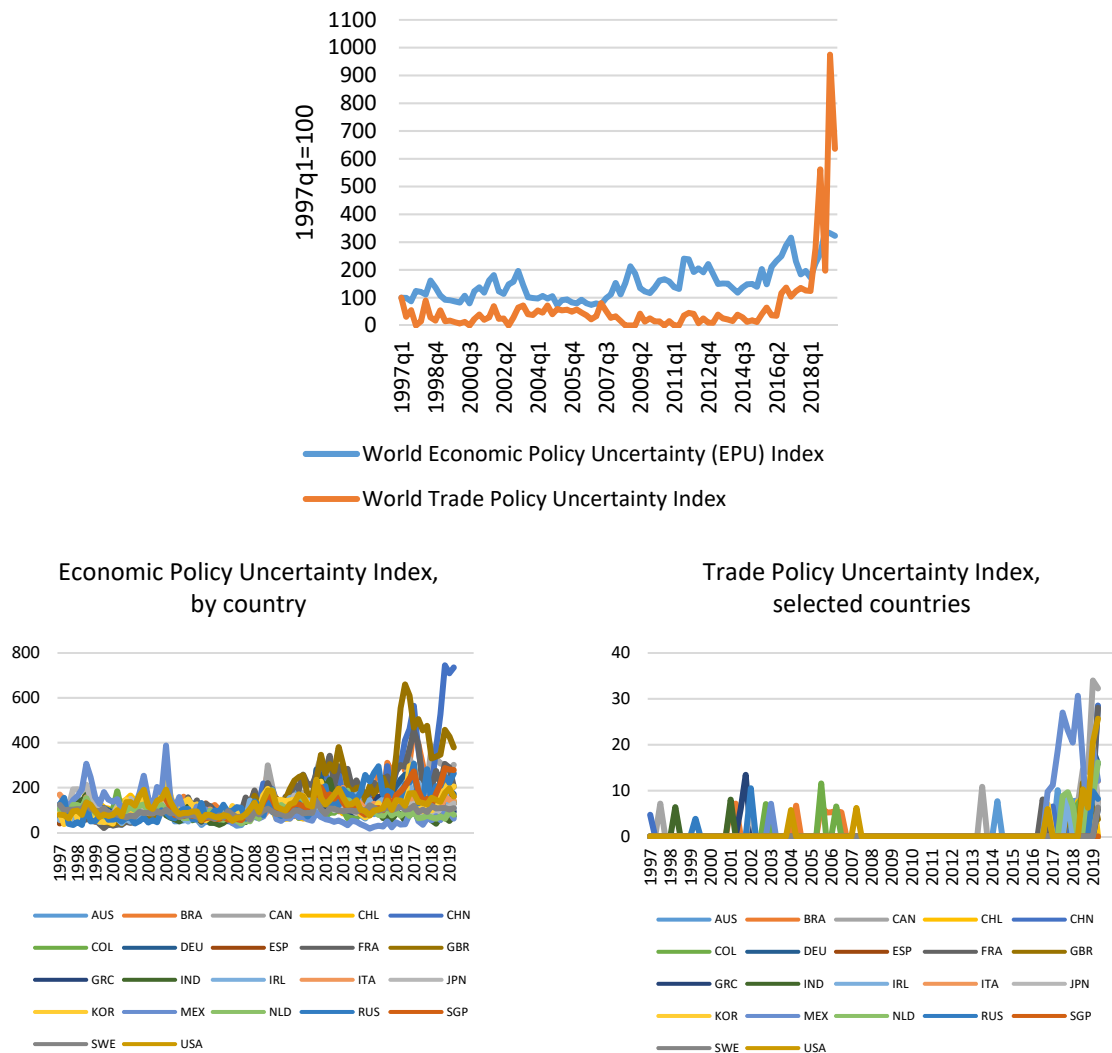 1100
1000
900
800
700
600
500
400
300
200
100
0
1997q1=100
1997q1
1998q4
2000q3
2002q2
2004q1
2005q4
2007q3
2009q2
2011q1
2012q4
2014q3
2016q2
2018q1
World Economic Policy Uncertainty (EPU) Index
World Trade Policy Uncertainty Index
Economic Policy Uncertainty Index,
by country
800
600
400
200
0
1997
1998
1999
2000
2001
2002
2003
2004
2005
2006
2007
2008
2009
2010
2011
2012
2013
2014
2015
2016
2017
2018
2019
AUS BRA CAN CHL CHN
COL DEU ESP FRA GBR
GRC IND IRL ITA JPN
KOR MEX NLD RUS SGP
SWE USA
Trade Policy Uncertainty Index,
selected countries
40
30
20
10
0
1997
1998
1999
2000
2001
2002
2003
2004
2005
2006
2007
2008
2009
2010
2011
2012
2013
2014
2015
2016
2017
2018
2019
AUS BRA CAN CHL CHN
COL DEU ESP FRA GBR
GRC IND IRL ITA JPN
KOR MEX NLD RUS SGP
SWE USA